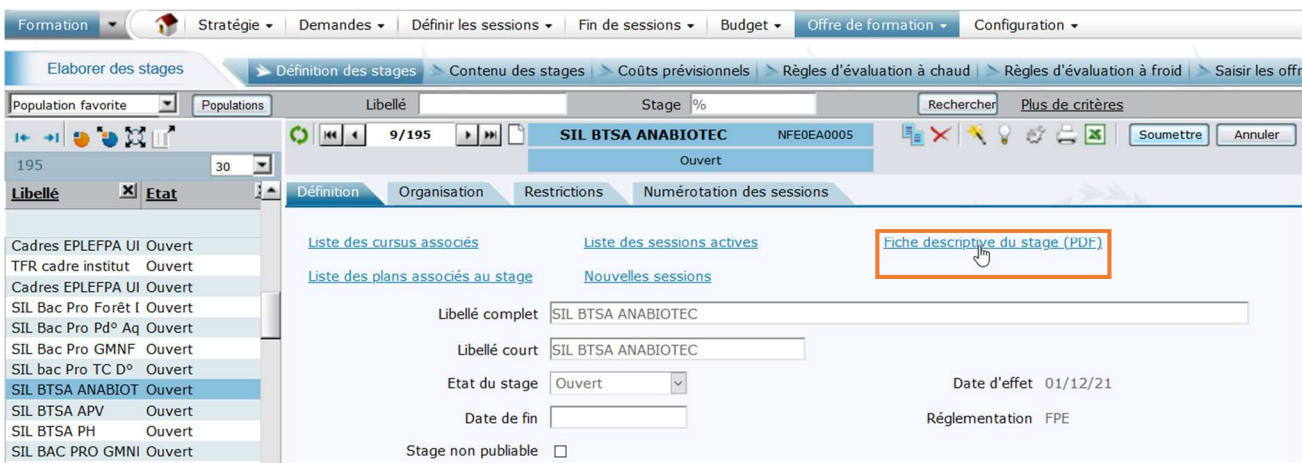 Formation Stratégie Demandes Définir les sessions Fin de sessions Budget Offre de formation Configuration
Elaborer des stages Définition des stages Contenu des stages Coûts prévisionnels Règles d'évaluation à chaud Règles d'évaluation à froid Saisir les offr
Population favorite Populations Libellé Stage % Rechercher Plus de critères
9/195 SIL BTSA ANABIOTEC NFE0EA0005 Soumettre Annuler
195 30 Ouvert
Libellé Etat Définition Organisation Restrictions Numérotation des sessions
Liste des cursus associés Liste des sessions actives Fiche descriptive du stage (PDF)
Liste des plans associés au stage Nouvelles sessions
Libellé complet SIL BTSA ANABIOTEC
Libellé court SIL BTSA ANABIOTEC
Etat du stage Ouvert Date d'effet 01/12/21
Date de fin Réglementation FPE
Stage non publiable
Cadres EPLEFPA UI Ouvert
TFR cadre institut Ouvert
Cadres EPLEFPA UI Ouvert
SIL Bac Pro Forêt [ Ouvert
SIL Bac Pro Pdº Aq Ouvert
SIL Bac Pro GMNF Ouvert
SIL bac Pro TC Dº Ouvert
SIL BTSA ANABIOT Ouvert
SIL BTSA APV Ouvert
SIL BTSA PH Ouvert
SIL BAC PRO GMNI Ouvert